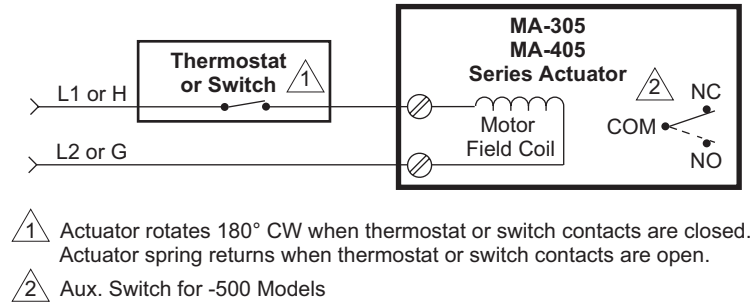 MA-305
MA-405
Series Actuator
Thermostat
or Switch
1
2
NC
L1 or H
COM
Motor
Field Coil
NO
L2 or G
1 Actuator rotates 180° CW when thermostat or switch contacts are closed.
Actuator spring returns when thermostat or switch contacts are open.
2 Aux. Switch for -500 Models